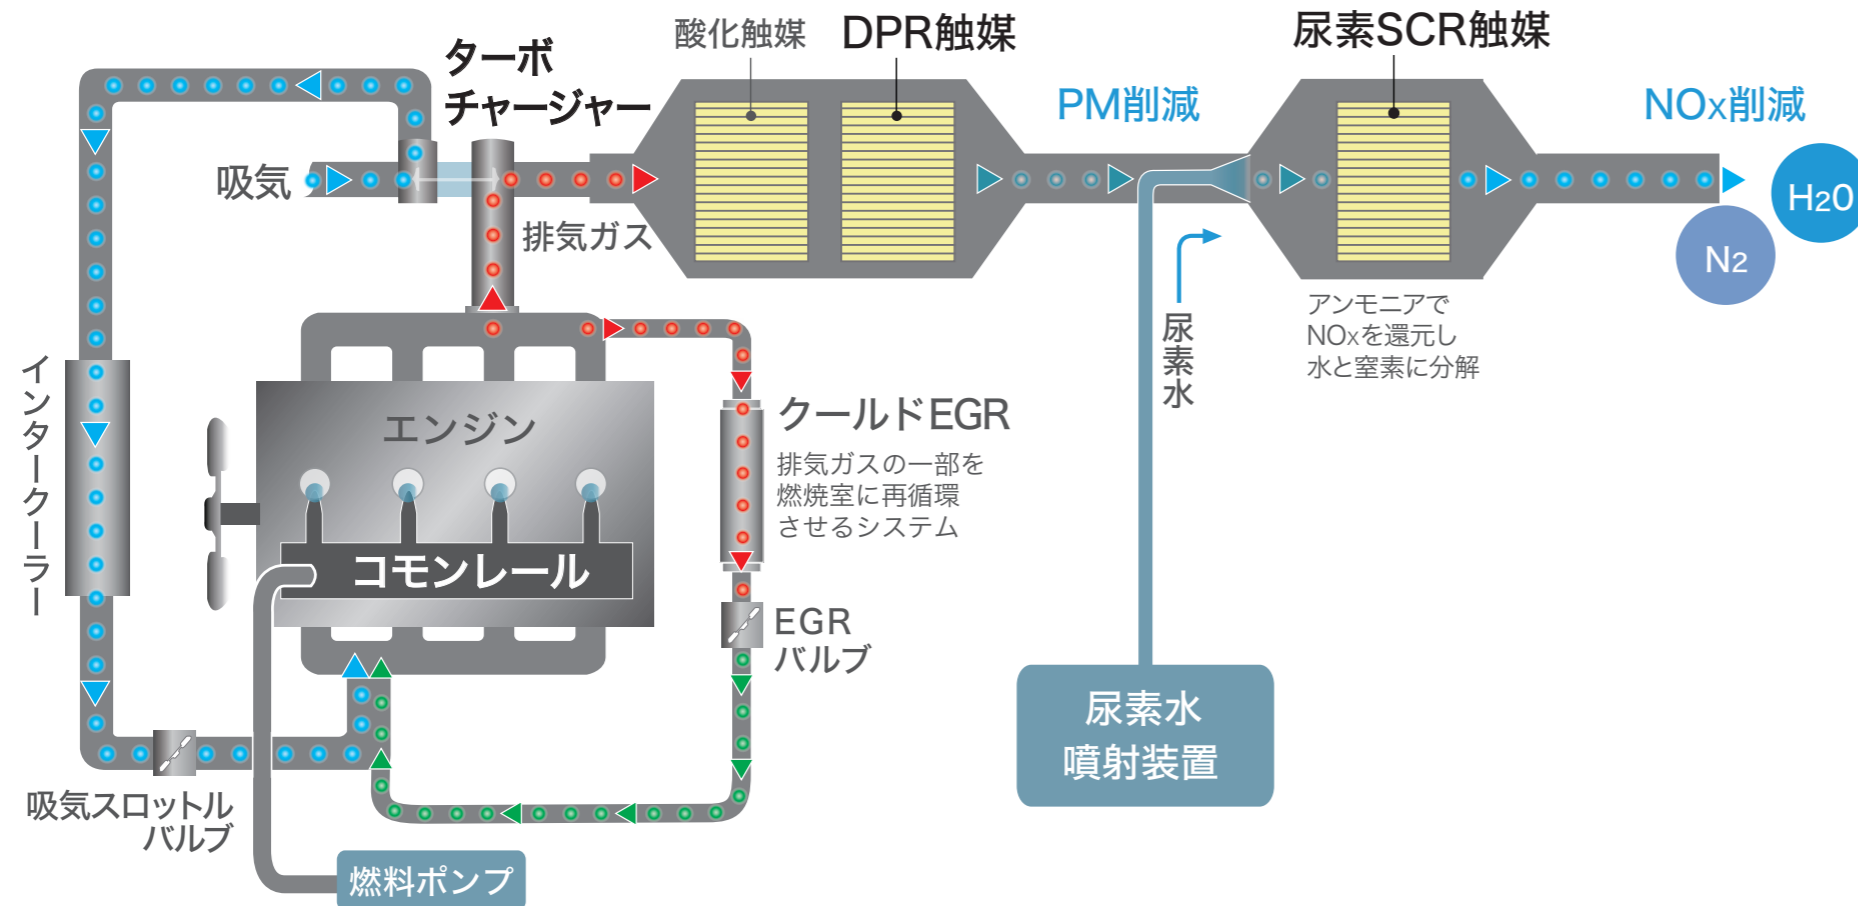 ターボ
チャージャー
酸化触媒
DPR触媒
尿素SCR触媒
PM削減
NOx削減
吸気
排気ガス
H2O
N2
尿素水
アンモニアで
NOxを還元し
水と窒素に分解
インタークーラー
エンジン
クールドEGR
排気ガスの一部を
燃焼室に再循環
させるシステム
コモンレール
EGR
バルブ
尿素水
噴射装置
吸気スロットル
バルブ
燃料ポンプ